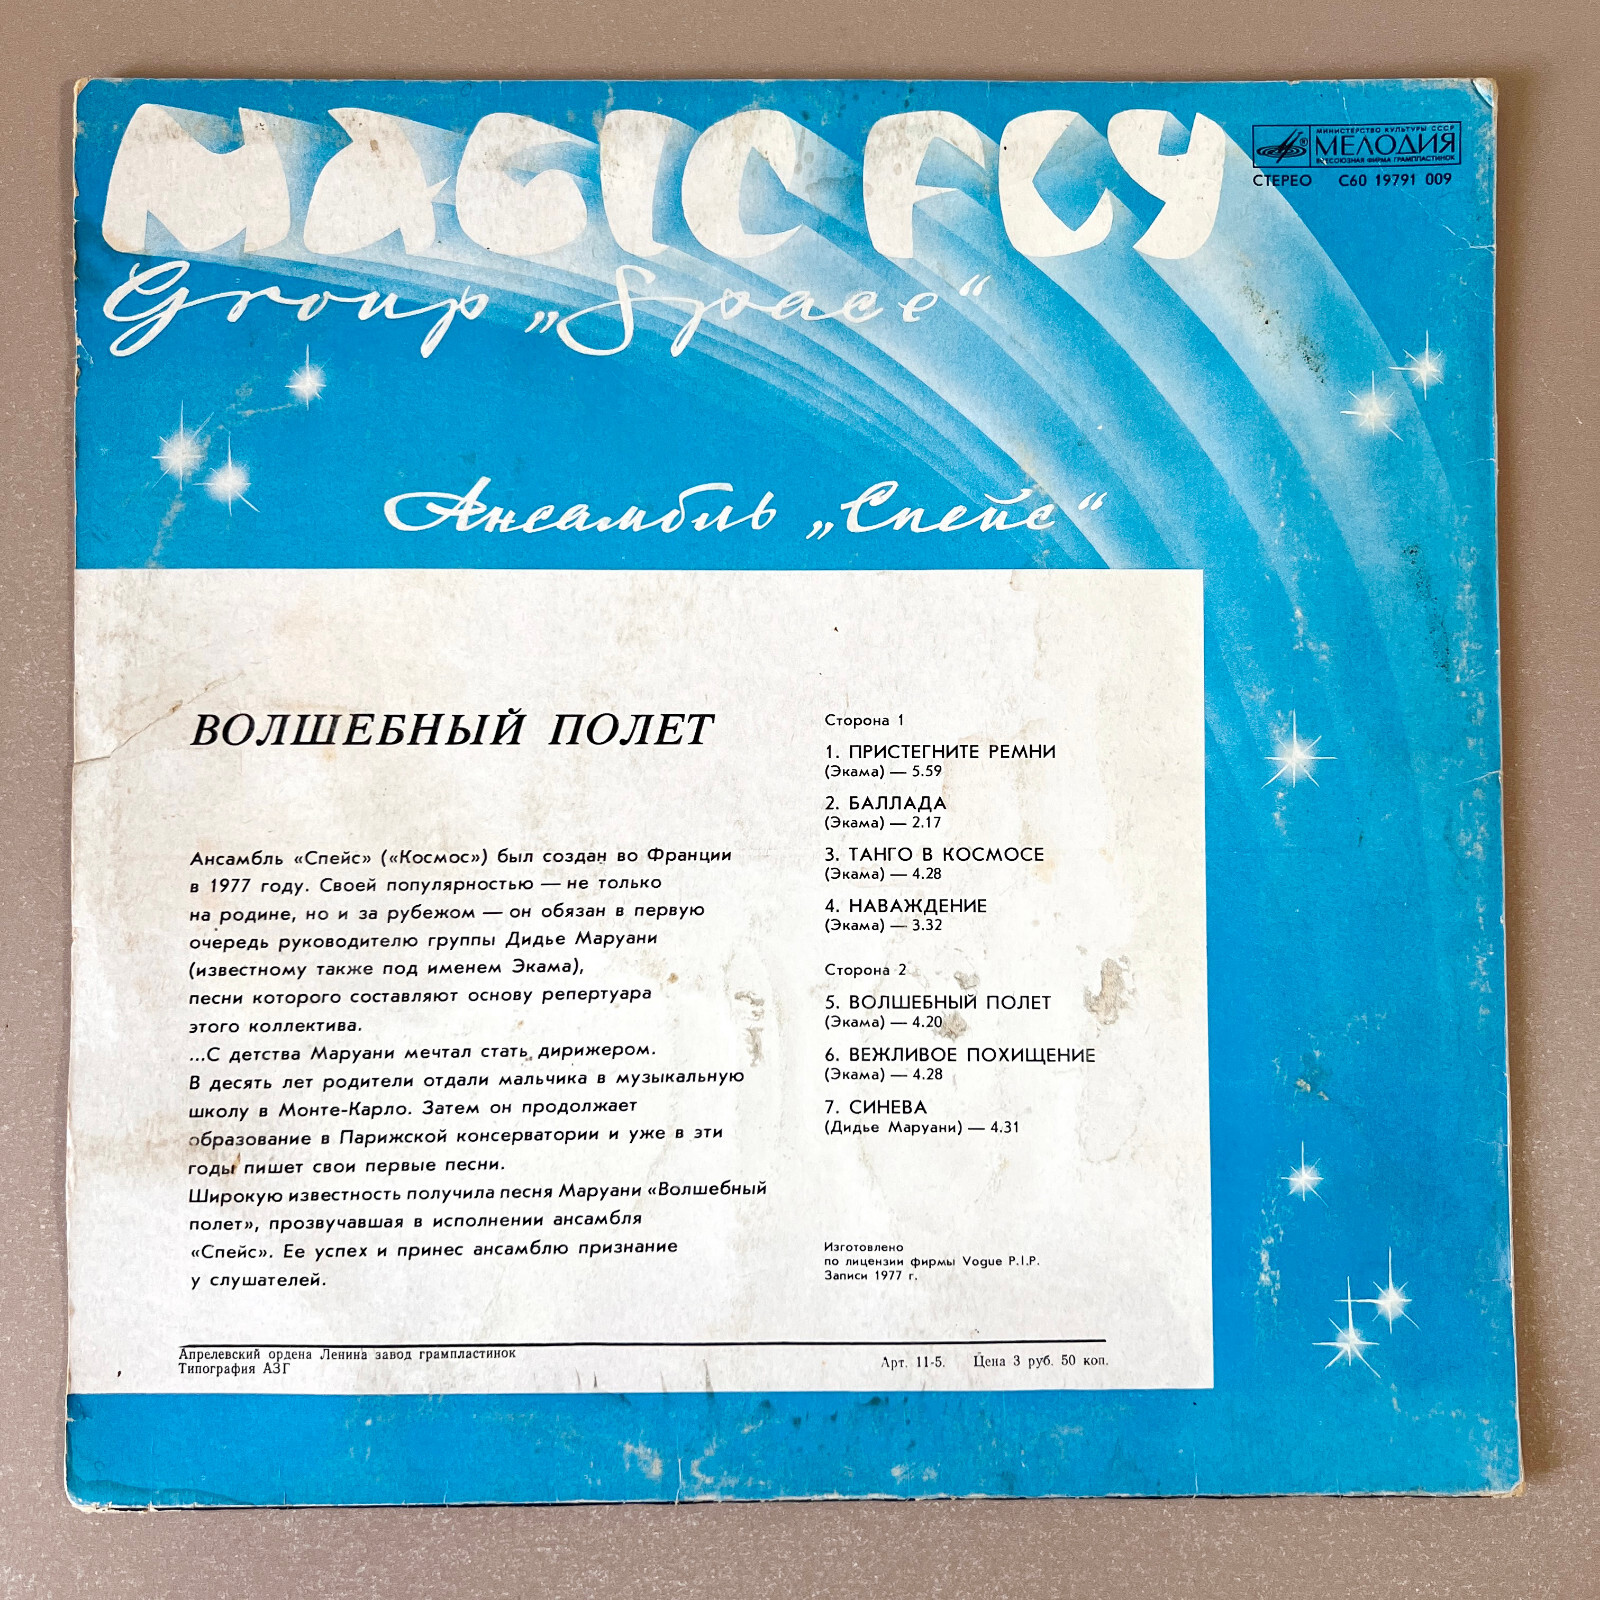 MAGIC FLY
МИНИСТЕРСТВО КУЛЬТУРЫ СССР
МЕЛОДИЯ
ВСЕСОЮЗНАЯ ФИРМА ГРАМПЛАСТИНОК
СТЕРЕО С60 19791 009
Group „Space“
Ансамбль „Спейс“
ВОЛШЕБНЫЙ ПОЛЕТ
Ансамбль «Спейс» («Космос») был создан во Франции
в 1977 году. Своей популярностью — не только
на родине, но и за рубежом — он обязан в первую
очередь руководителю группы Дидье Маруани
(известному также под именем Экама),
песни которого составляют основу репертуара
этого коллектива.
...С детства Маруани мечтал стать дирижером.
В десять лет родители отдали мальчика в музыкальную
школу в Монте-Карло. Затем он продолжает
образование в Парижской консерватории и уже в эти
годы пишет свои первые песни.
Широкую известность получила песня Маруани «Волшебный
полет», прозвучавшая в исполнении ансамбля
«Спейс». Ее успех и принес ансамблю признание
у слушателей.
Сторона 1
1. ПРИСТЕГНИТЕ РЕМНИ
(Экама) — 5.59
2. БАЛЛАДА
(Экама) — 2.17
3. ТАНГО В КОСМОСЕ
(Экама) — 4.28
4. НАВАЖДЕНИЕ
(Экама) — 3.32
Сторона 2
5. ВОЛШЕБНЫЙ ПОЛЕТ
(Экама) — 4.20
6. ВЕЖЛИВОЕ ПОХИЩЕНИЕ
(Экама) — 4.28
7. СИНЕВА
(Дидье Маруани) — 4.31
Изготовлено
по лицензии фирмы Vogue P.I.P.
Записи 1977 г.
Апрелевский ордена Ленина завод грампластинок
Типография АЗГ
Арт. 11-5. Цена 3 руб. 50 коп.